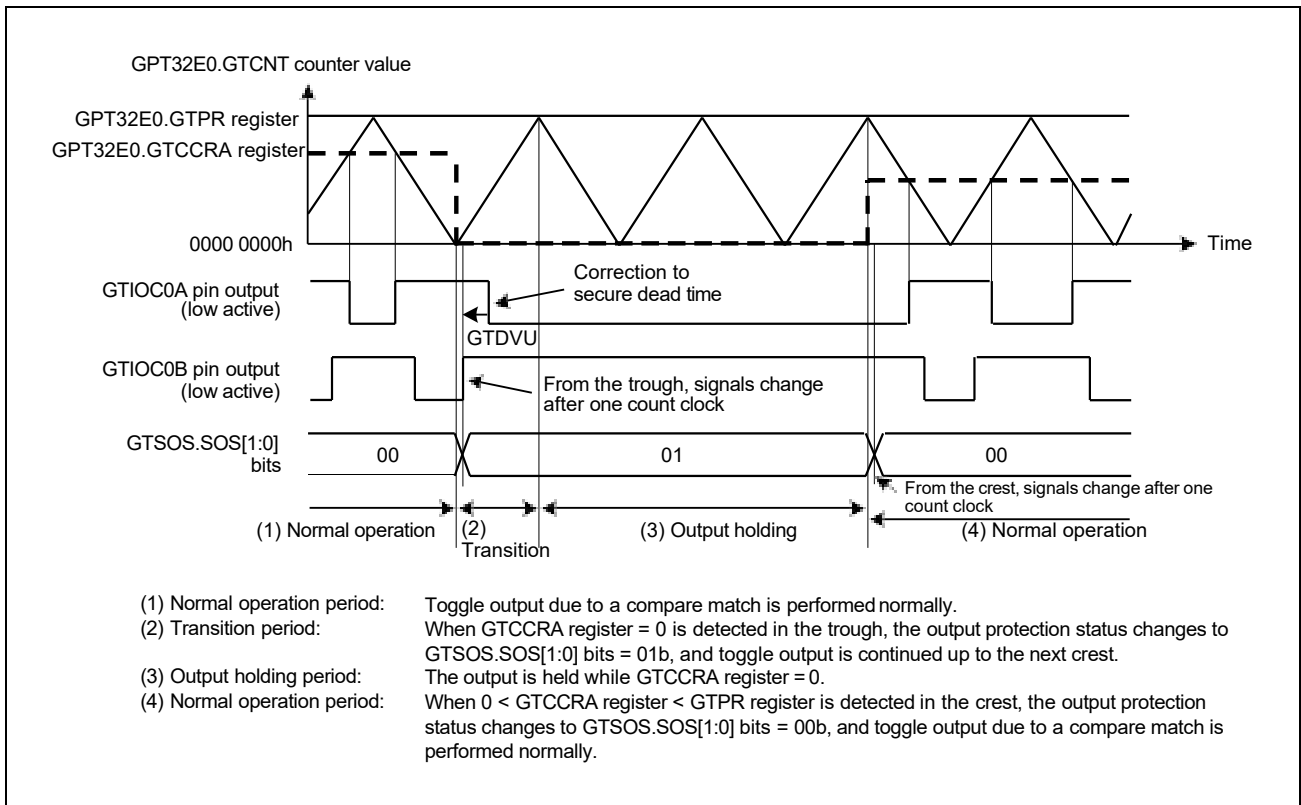 GPT32E0.GTCNT counter value
GPT32E0.GTPR register
GPT32E0.GTCCRA register
0000 0000h
Time
GTIOC0A pin output
(low active)
Correction to
secure dead time
GTDVU
GTIOC0B pin output
(low active)
From the trough, signals change
after one count clock
GTSOS.SOS[1:0]
bits
00
01
00
From the crest, signals change after one
count clock
(1) Normal operation
(2)
Transition
(3) Output holding
(4) Normal operation
(1) Normal operation period: Toggle output due to a compare match is performed normally.
(2) Transition period: When GTCCRA register = 0 is detected in the trough, the output protection status changes to
GTSOS.SOS[1:0] bits = 01b, and toggle output is continued up to the next crest.
(3) Output holding period: The output is held while GTCCRA register = 0.
(4) Normal operation period: When 0 < GTCCRA register < GTPR register is detected in the crest, the output protection
status changes to GTSOS.SOS[1:0] bits = 00b, and toggle output due to a compare match is
performed normally.